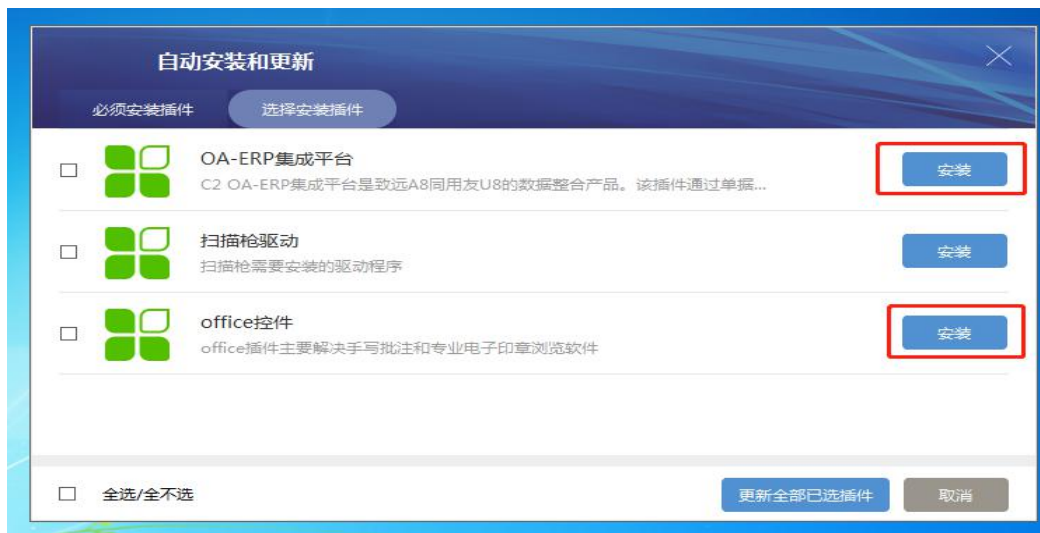 自动安装和更新
必须安装插件
选择安装插件
OA-ERP集成平台
安装
C2 OA-ERP集成平台是致远A8同用友U8的数据整合产品。该插件通过单据...
扫描枪驱动
安装
扫描枪需要安装的驱动程序
office控件
安装
office插件主要解决手写批注和专业电子印章浏览软件
全选/全不选
更新全部已选插件
取消